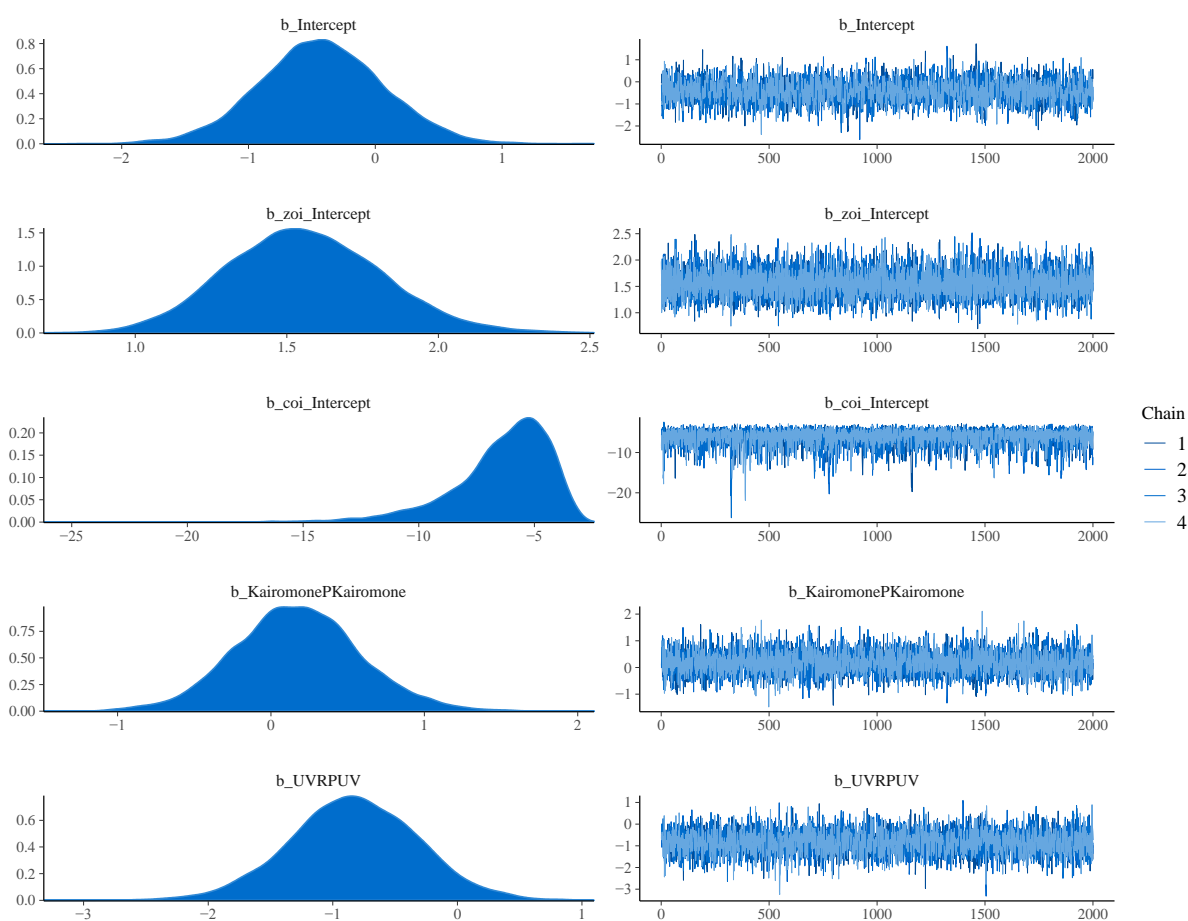 b_Intercept
0.8
0.6
0.4
0.2
0.0
−2 −1 0 1
b_Intercept
1
0
−1
−2
0 500 1000 1500 2000
b_zoi_Intercept
1.5
1.0
0.5
0.0
1.0 1.5 2.0 2.5
b_zoi_Intercept
2.5
2.0
1.5
1.0
0 500 1000 1500 2000
b_coi_Intercept
0.20
0.15
0.10
0.05
0.00
−25 −20 −15 −10 −5
b_coi_Intercept
−10
−20
0 500 1000 1500 2000
Chain
1
2
3
4
b_KairomonePKairomone
0.75
0.50
0.25
0.00
−1 0 1 2
b_KairomonePKairomone
2
1
0
−1
0 500 1000 1500 2000
b_UVRPUV
0.6
0.4
0.2
0.0
−3 −2 −1 0 1
b_UVRPUV
1
0
−1
−2
−3
0 500 1000 1500 2000